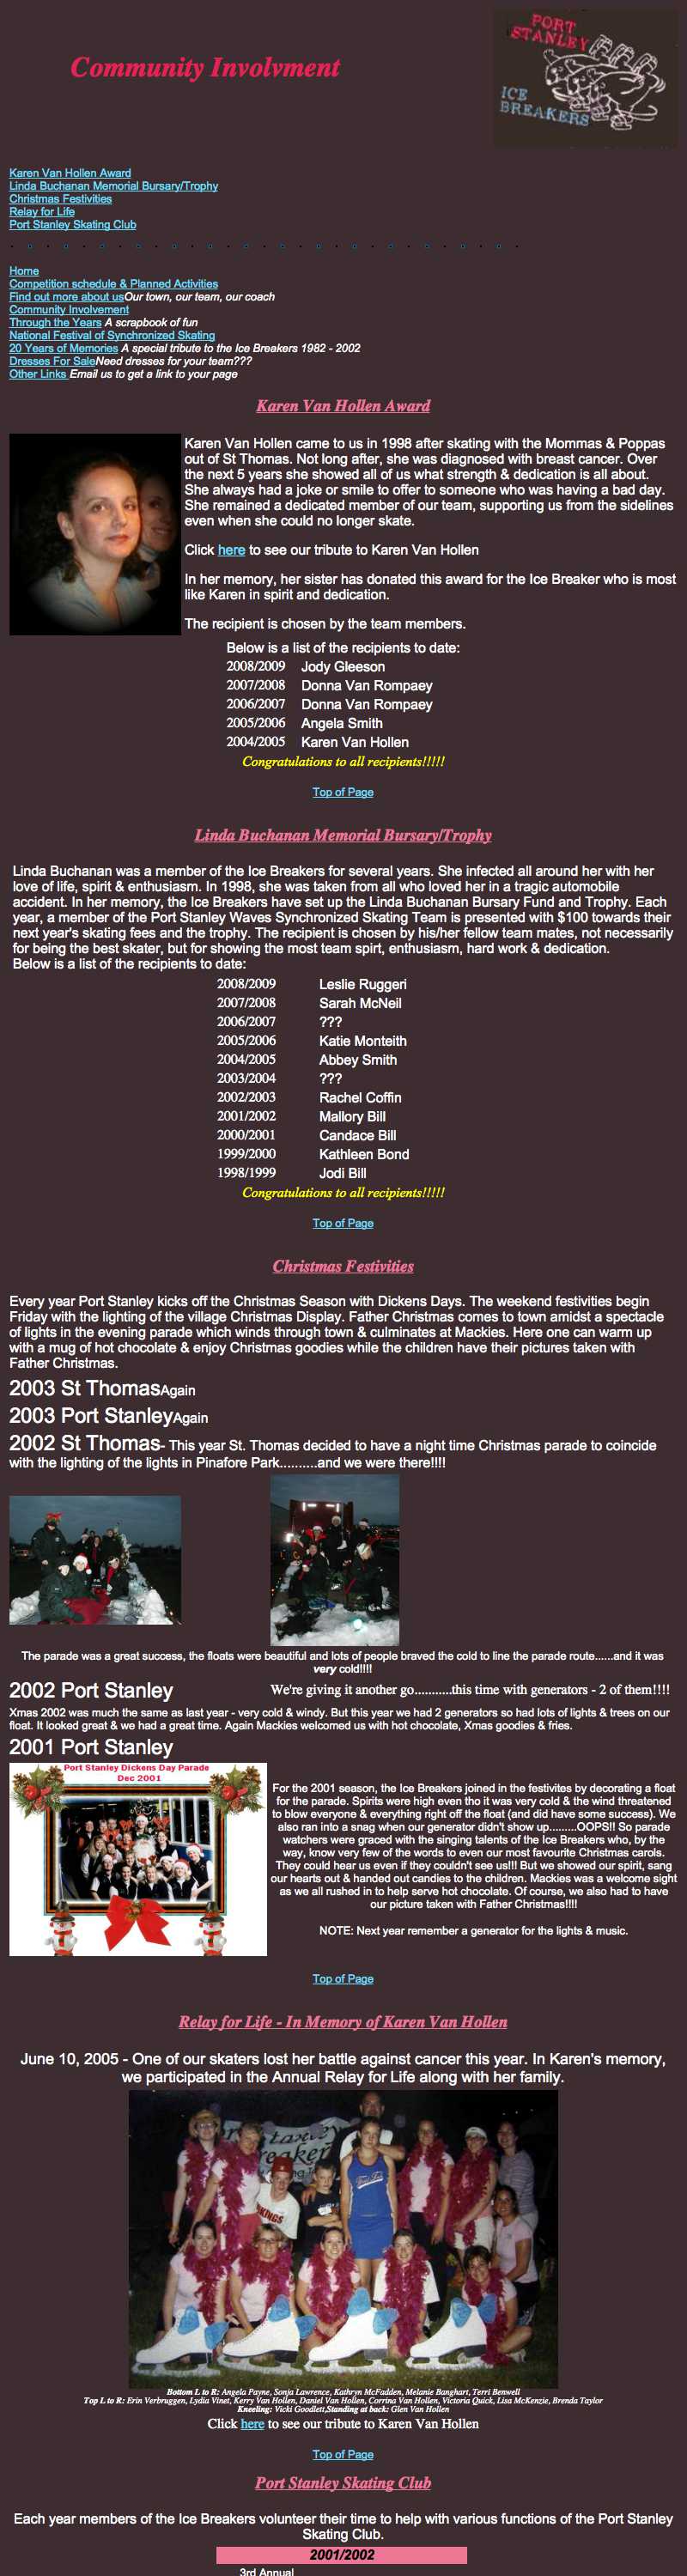 Community Involvment
PORT
STANLEY
ICE
BREAKERS
Karen Van Hollen Award
Linda Buchanan Memorial Bursary/Trophy
Christmas Festivities
Relay for Life
Port Stanley Skating Club
Home
Competition schedule & Planned Activities
Find out more about usOur town, our team, our coach
Community Involvement
Through the Years A scrapbook of fun
National Festival of Synchronized Skating
20 Years of Memories A special tribute to the Ice Breakers 1982 - 2002
Dresses For SaleNeed dresses for your team???
Other Links Email us to get a link to your page
Karen Van Hollen Award
Karen Van Hollen came to us in 1998 after skating with the Mommas & Poppas
out of St Thomas. Not long after, she was diagnosed with breast cancer. Over
the next 5 years she showed all of us what strength & dedication is all about.
She always had a joke or smile to offer to someone who was having a bad day.
She remained a dedicated member of our team, supporting us from the sidelines
even when she could no longer skate.
Click here to see our tribute to Karen Van Hollen
In her memory, her sister has donated this award for the Ice Breaker who is most
like Karen in spirit and dedication.
The recipient is chosen by the team members.
Below is a list of the recipients to date:
2008/2009 Jody Gleeson
2007/2008 Donna Van Rompaey
2006/2007 Donna Van Rompaey
2005/2006 Angela Smith
2004/2005 Karen Van Hollen
Congratulations to all recipients!!!!!
Top of Page
Linda Buchanan Memorial Bursary/Trophy
Linda Buchanan was a member of the Ice Breakers for several years. She infected all around her with her
love of life, spirit & enthusiasm. In 1998, she was taken from all who loved her in a tragic automobile
accident. In her memory, the Ice Breakers have set up the Linda Buchanan Bursary Fund and Trophy. Each
year, a member of the Port Stanley Waves Synchronized Skating Team is presented with $100 towards their
next year's skating fees and the trophy. The recipient is chosen by his/her fellow team mates, not necessarily
for being the best skater, but for showing the most team spirt, enthusiasm, hard work & dedication.
Below is a list of the recipients to date:
2008/2009 Leslie Ruggeri
2007/2008 Sarah McNeil
2006/2007 ???
2005/2006 Katie Monteith
2004/2005 Abbey Smith
2003/2004 ???
2002/2003 Rachel Coffin
2001/2002 Mallory Bill
2000/2001 Candace Bill
1999/2000 Kathleen Bond
1998/1999 Jodi Bill
Congratulations to all recipients!!!!!
Top of Page
Christmas Festivities
Every year Port Stanley kicks off the Christmas Season with Dickens Days. The weekend festivities begin
Friday with the lighting of the village Christmas Display. Father Christmas comes to town amidst a spectacle
of lights in the evening parade which winds through town & culminates at Mackies. Here one can warm up
with a mug of hot chocolate & enjoy Christmas goodies while the children have their pictures taken with
Father Christmas.
2003 St ThomasAgain
2003 Port StanleyAgain
2002 St Thomas- This year St. Thomas decided to have a night time Christmas parade to coincide
with the lighting of the lights in Pinafore Park..........and we were there!!!!
The parade was a great success, the floats were beautiful and lots of people braved the cold to line the parade route......and it was
very cold!!!!
2002 Port Stanley We're giving it another go...........this time with generators - 2 of them!!!!
Xmas 2002 was much the same as last year - very cold & windy. But this year we had 2 generators so had lots of lights & trees on our
float. It looked great & we had a great time. Again Mackies welcomed us with hot chocolate, Xmas goodies & fries.
2001 Port Stanley
Port Stanley Dickens Day Parade
Dec 2001
For the 2001 season, the Ice Breakers joined in the festivites by decorating a float
for the parade. Spirits were high even tho it was very cold & the wind threatened
to blow everyone & everything right off the float (and did have some success). We
also ran into a snag when our generator didn't show up.........OOPS!! So parade
watchers were graced with the singing talents of the Ice Breakers who, by the
way, know very few of the words to even our most favourite Christmas carols.
They could hear us even if they couldn't see us!!! But we showed our spirit, sang
our hearts out & handed out candies to the children. Mackies was a welcome sight
as we all rushed in to help serve hot chocolate. Of course, we also had to have
our picture taken with Father Christmas!!!!
NOTE: Next year remember a generator for the lights & music.
Top of Page
Relay for Life - In Memory of Karen Van Hollen
June 10, 2005 - One of our skaters lost her battle against cancer this year. In Karen's memory,
we participated in the Annual Relay for Life along with her family.
Bottom L to R: Angela Payne, Sonja Lawrence, Kathryn McFadden, Melanie Banghart, Terri Benwell
Top L to R: Erin Verbruggen, Lydia Vinet, Kerry Van Hollen, Daniel Van Hollen, Corrina Van Hollen, Victoria Quick, Lisa McKenzie, Brenda Taylor
Kneeling: Vicki Goodlett,Standing at back: Glen Van Hollen
Click here to see our tribute to Karen Van Hollen
Top of Page
Port Stanley Skating Club
Each year members of the Ice Breakers volunteer their time to help with various functions of the Port Stanley
Skating Club.
2001/2002
3rd Annual